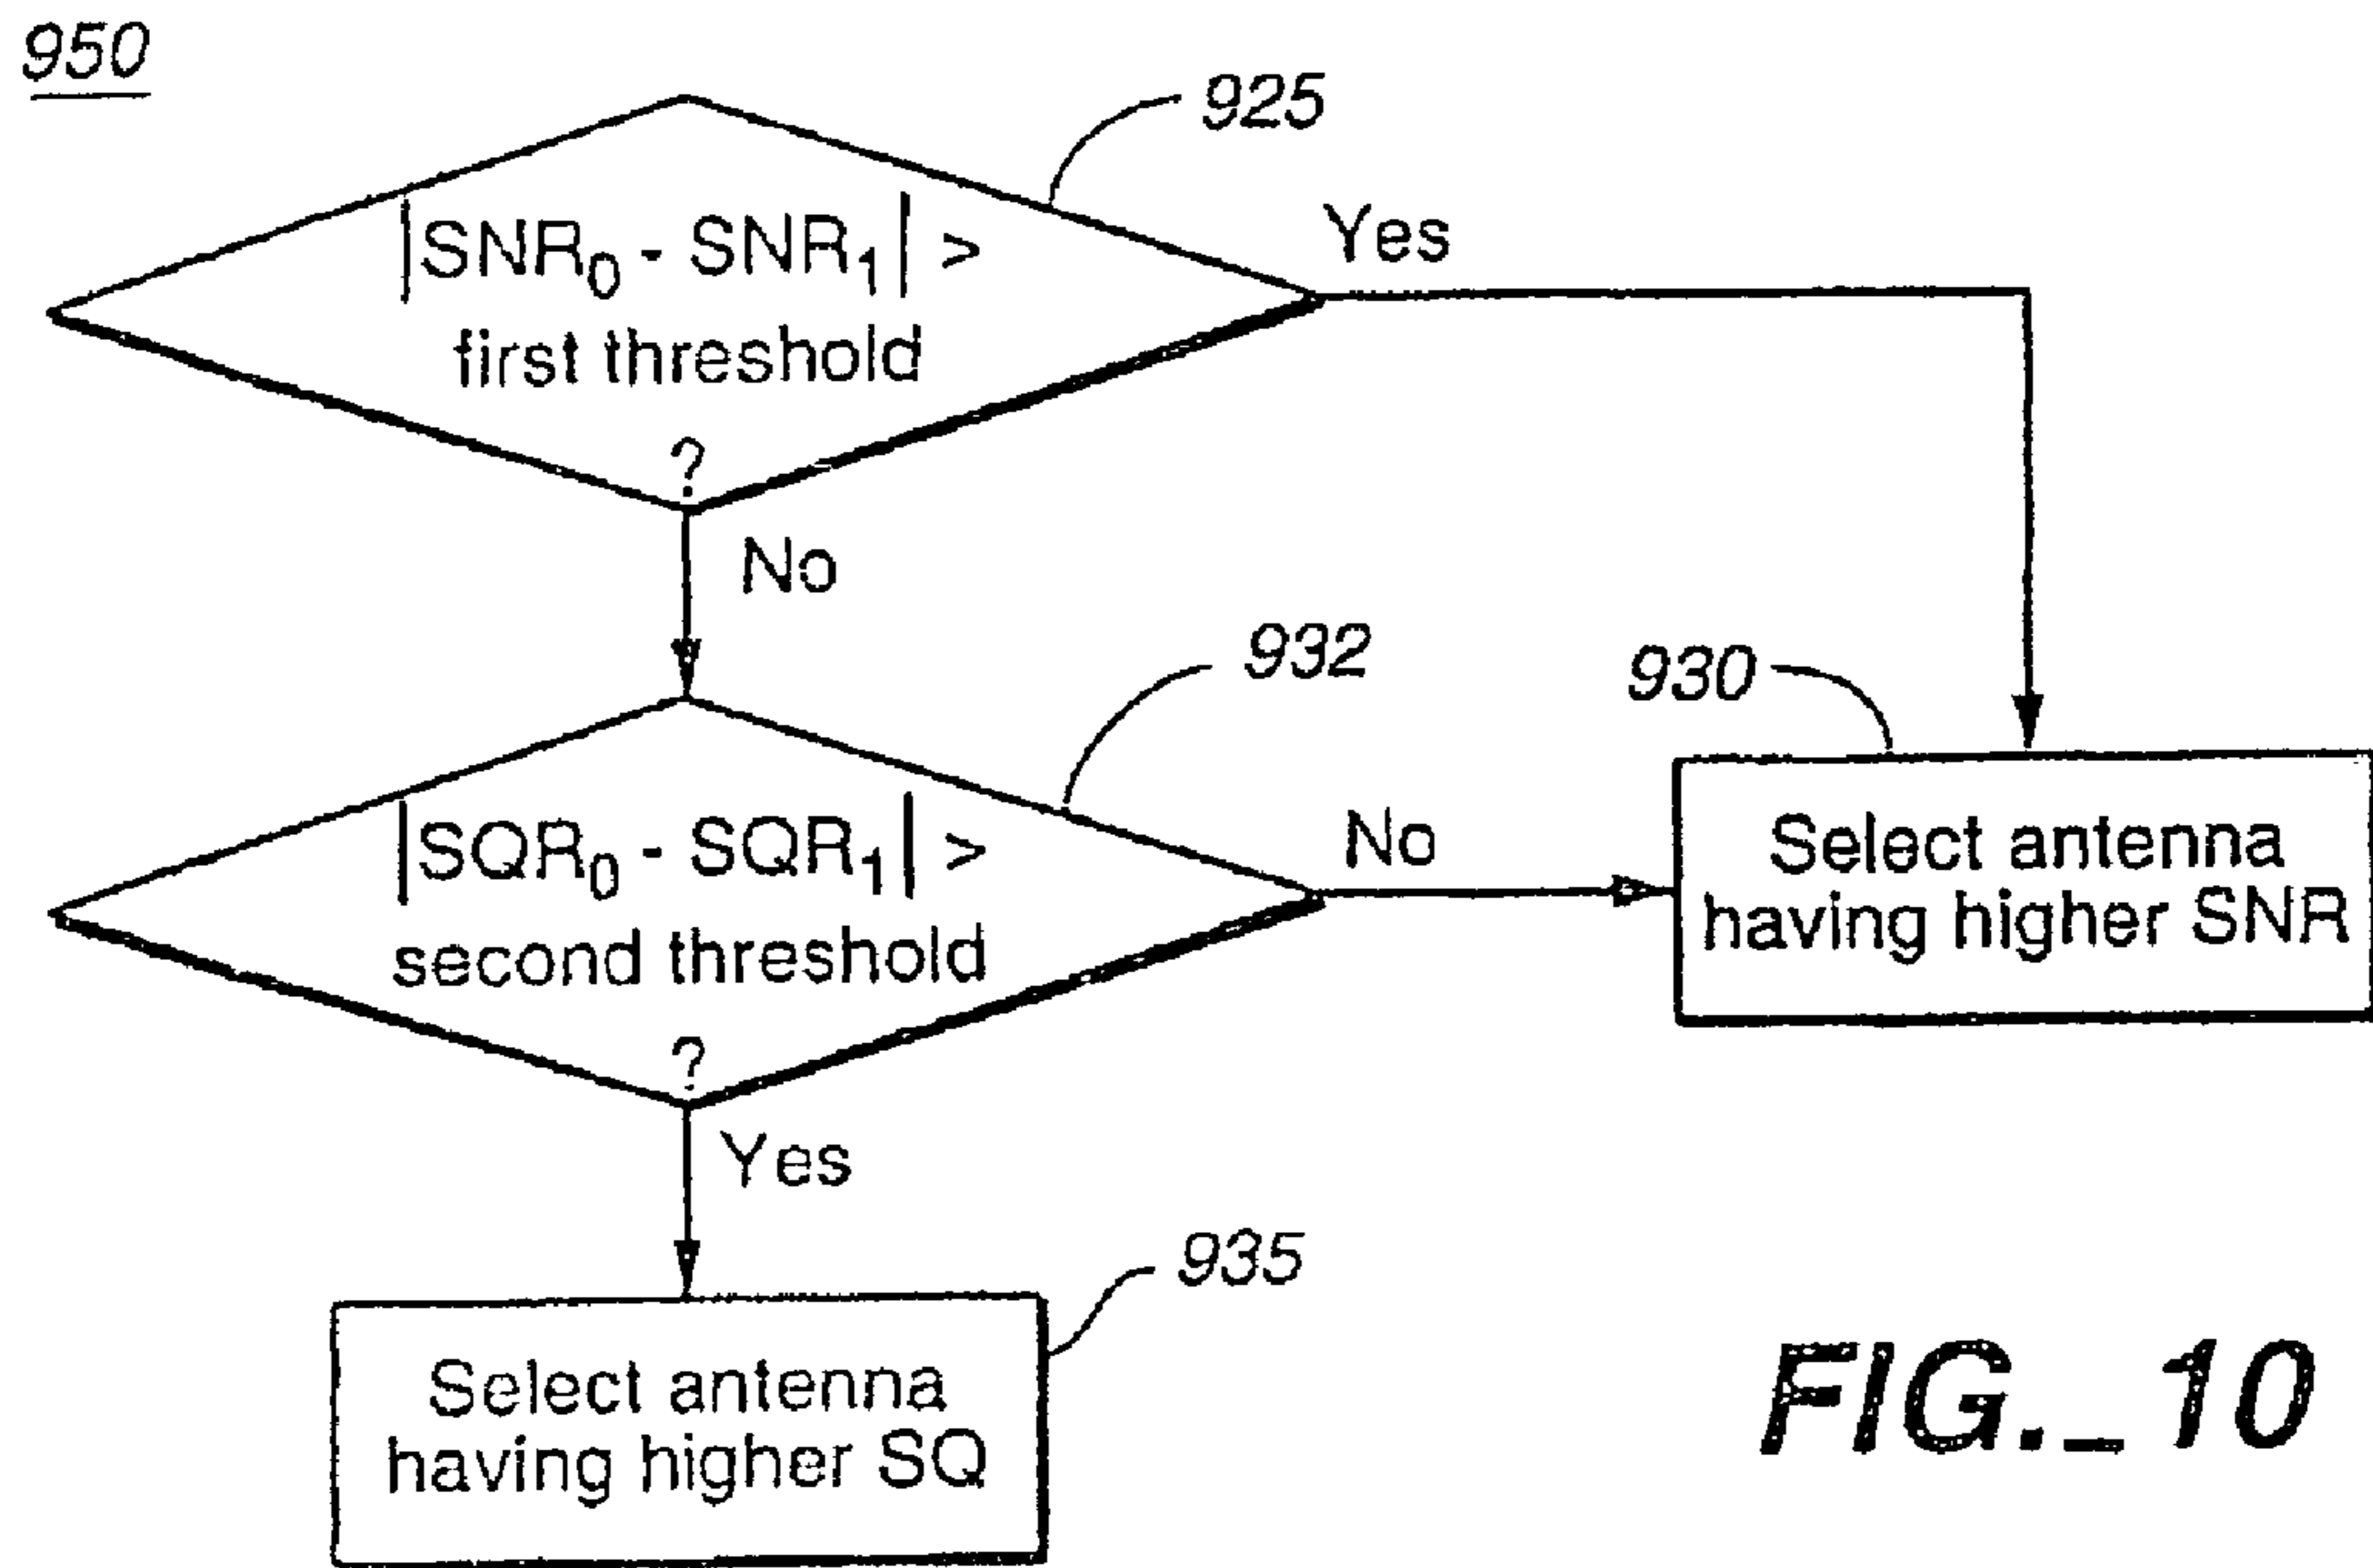 950
925
|SNR₀ - SNR₁| >
first threshold
?
Yes
No
932
930
|SQR₀ - SQR₁| >
second threshold
?
No
Select antenna
having higher SNR
Yes
935
Select antenna
having higher SQ
FIG._ 10